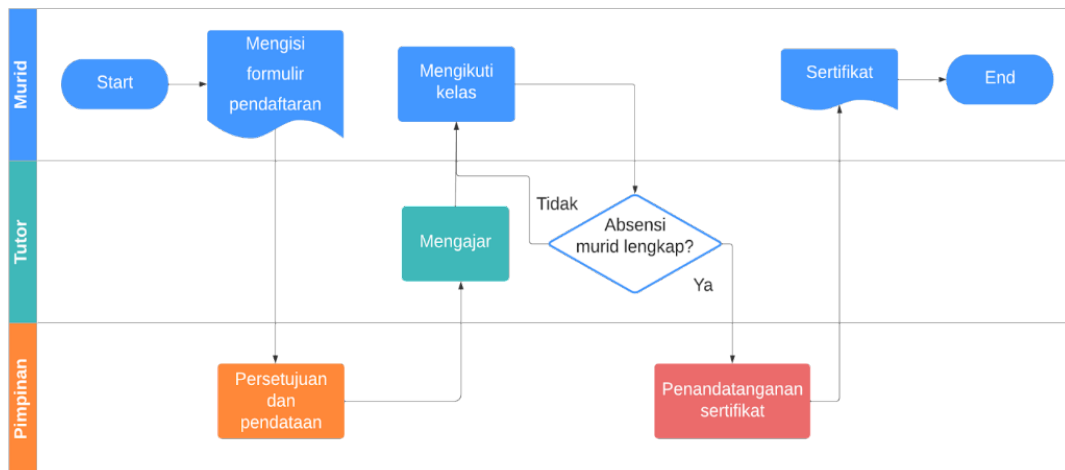 Murid
Start
Mengisi
formulir
pendaftaran
Mengikuti
kelas
Sertifikat
End
Tutor
Mengajar
Tidak
Absensi
murid lengkap?
Ya
Pimpinan
Persetujuan
dan
pendataan
Penandatanganan
sertifikat